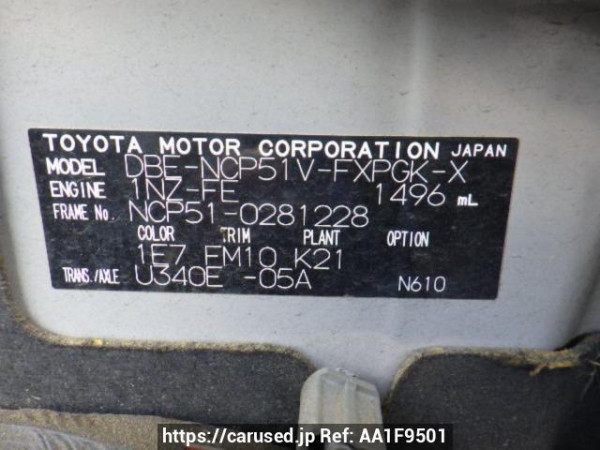 TOYOTA MOTOR CORPORATION JAPAN
MODEL DBE-NCP51V-FXPGK-X
ENGINE 1NZ-FE 1496 mL
FRAME No. NCP51-0281228
COLOR TRIM PLANT OPTION
1E7 FM10 K21
TRANS./AXLE U340E -05A N610
https://carused.jp Ref: AA1F9501